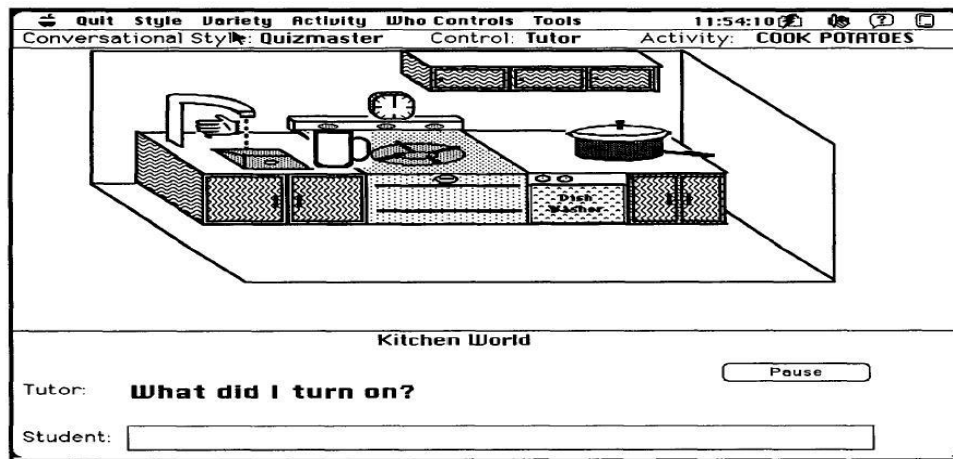 Quit Style Variety Activity Who Controls Tools 11:54:10
Conversational Style: Quizmaster Control: Tutor Activity: COOK POTATOES
Dish
Washer
Kitchen World
Pause
Tutor: What did I turn on?
Student: